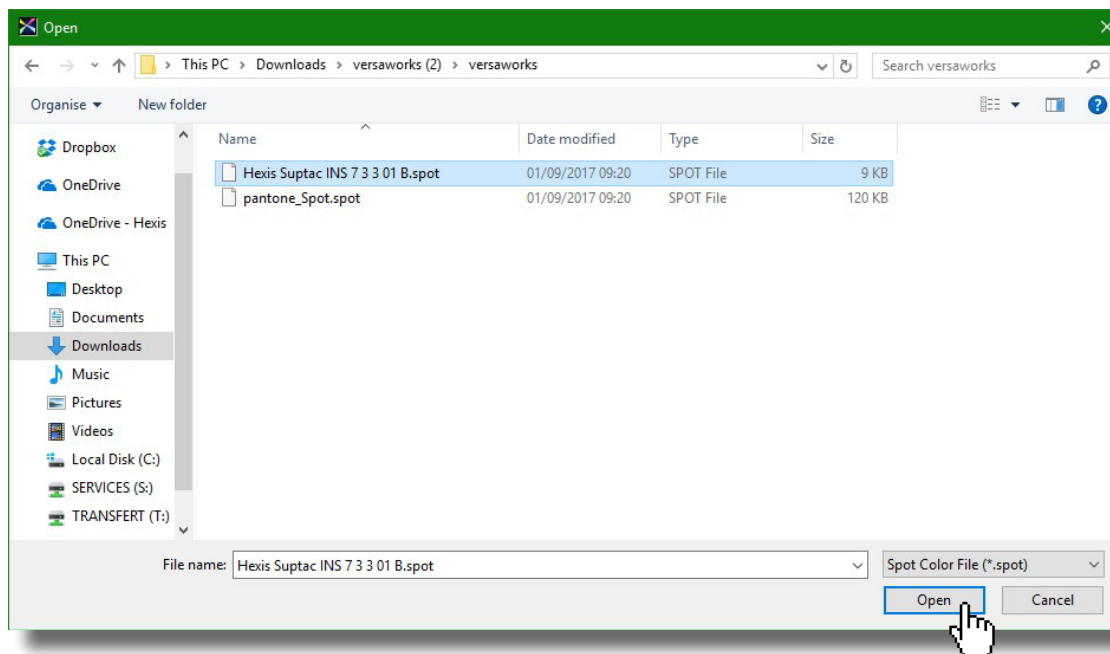 Open
This PC > Downloads > versaworks (2) > versaworks
Search versaworks
Organise
New folder
Name Date modified Type Size
Dropbox
OneDrive
OneDrive - Hexis
This PC
Desktop
Documents
Downloads
Music
Pictures
Videos
Local Disk (C:)
SERVICES (S:)
TRANSFERT (T:)
Hexis Suptac INS 7 3 3 01 B.spot 01/09/2017 09:20 SPOT File 9 KB
pantone_Spot.spot 01/09/2017 09:20 SPOT File 120 KB
File name: Hexis Suptac INS 7 3 3 01 B.spot
Spot Color File (*.spot)
Open Cancel